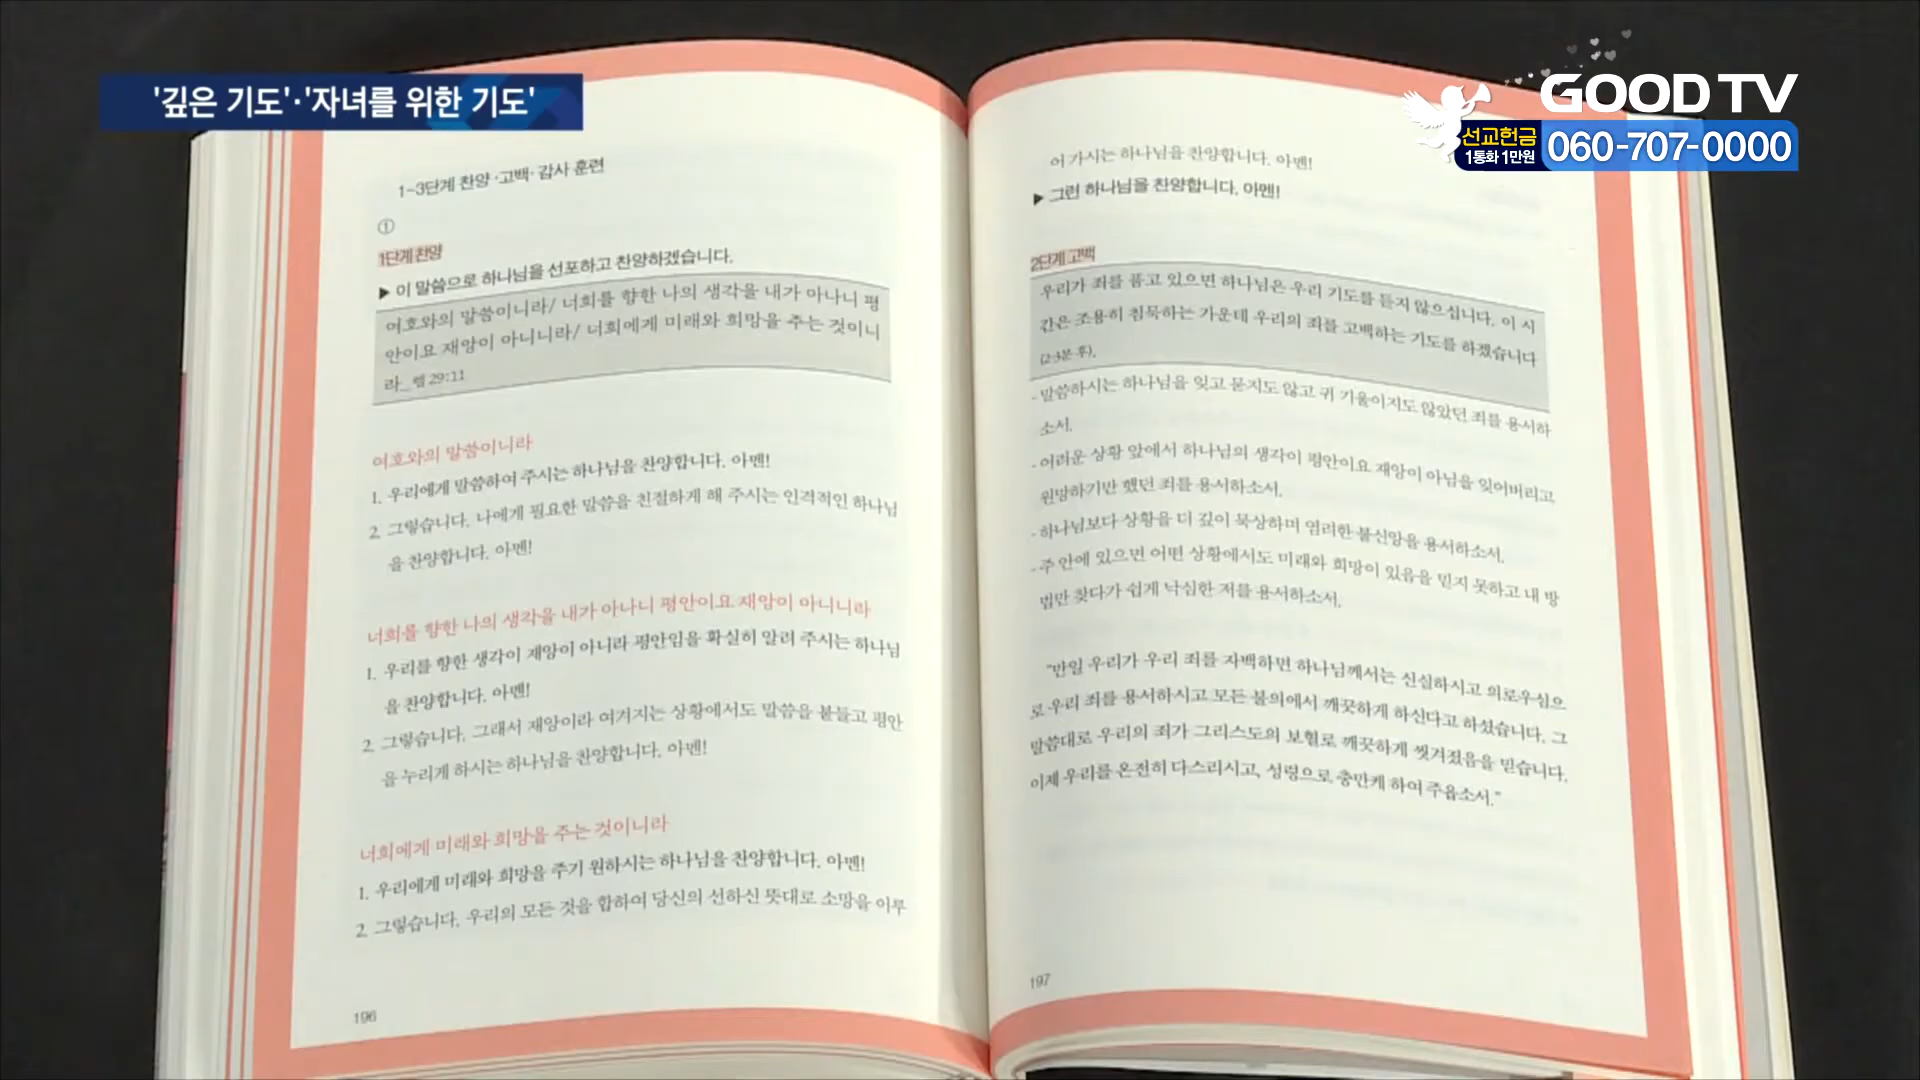 '깊은 기도'·'자녀를 위한 기도'
GOODTV
선교헌금
1통화 1만원
060-707-0000
1-3단계 찬양·고백·감사 훈련
①
1단계 찬양
▶ 이 말씀으로 하나님을 선포하고 찬양하겠습니다.
여호와의 말씀이니라/ 너희를 향한 나의 생각을 내가 아나니 평
안이요 재앙이 아니니라/ 너희에게 미래와 희망을 주는 것이니
라_렘 29:11
여호와의 말씀이니라
1. 우리에게 말씀하여 주시는 하나님을 찬양합니다. 아멘!
2. 그렇습니다. 나에게 필요한 말씀을 친절하게 해 주시는 인격적인 하나님
을 찬양합니다. 아멘!
너희를 향한 나의 생각을 내가 아나니 평안이요 재앙이 아니니라
1. 우리를 향한 생각이 재앙이 아니라 평안임을 확실히 알려 주시는 하나님
을 찬양합니다. 아멘!
2. 그렇습니다. 그래서 재앙이라 여겨지는 상황에서도 말씀을 붙들고 평안
을 누리게 하시는 하나님을 찬양합니다. 아멘!
너희에게 미래와 희망을 주는 것이니라
1. 우리에게 미래와 희망을 주기 원하시는 하나님을 찬양합니다. 아멘!
2. 그렇습니다. 우리의 모든 것을 합하여 당신의 선하신 뜻대로 소망을 이루
196
어 가시는 하나님을 찬양합니다. 아멘!
▶ 그런 하나님을 찬양합니다. 아멘!
2단계 고백
우리가 죄를 품고 있으면 하나님은 우리 기도를 듣지 않으십니다. 이 시
간은 조용히 침묵하는 가운데 우리의 죄를 고백하는 기도를 하겠습니다
(2-3분 후).
- 말씀하시는 하나님을 잊고 묻지도 않고 귀 기울이지도 않았던 죄를 용서하
소서.
- 어려운 상황 앞에서 하나님의 생각이 평안이요 재앙이 아님을 잊어버리고
원망하기만 했던 죄를 용서하소서.
- 하나님보다 상황을 더 깊이 묵상하며 염려한 불신앙을 용서하소서.
- 주 안에 있으면 어떤 상황에서도 미래와 희망이 있음을 믿지 못하고 내 방
법만 찾다가 쉽게 낙심한 저를 용서하소서.
"만일 우리가 우리 죄를 자백하면 하나님께서는 신실하시고 의로우심으
로 우리 죄를 용서하시고 모든 불의에서 깨끗하게 하신다고 하셨습니다. 그
말씀대로 우리의 죄가 그리스도의 보혈로 깨끗하게 씻겨졌음을 믿습니다.
이제 우리를 온전히 다스리시고, 성령으로 충만케 하여 주옵소서."
197